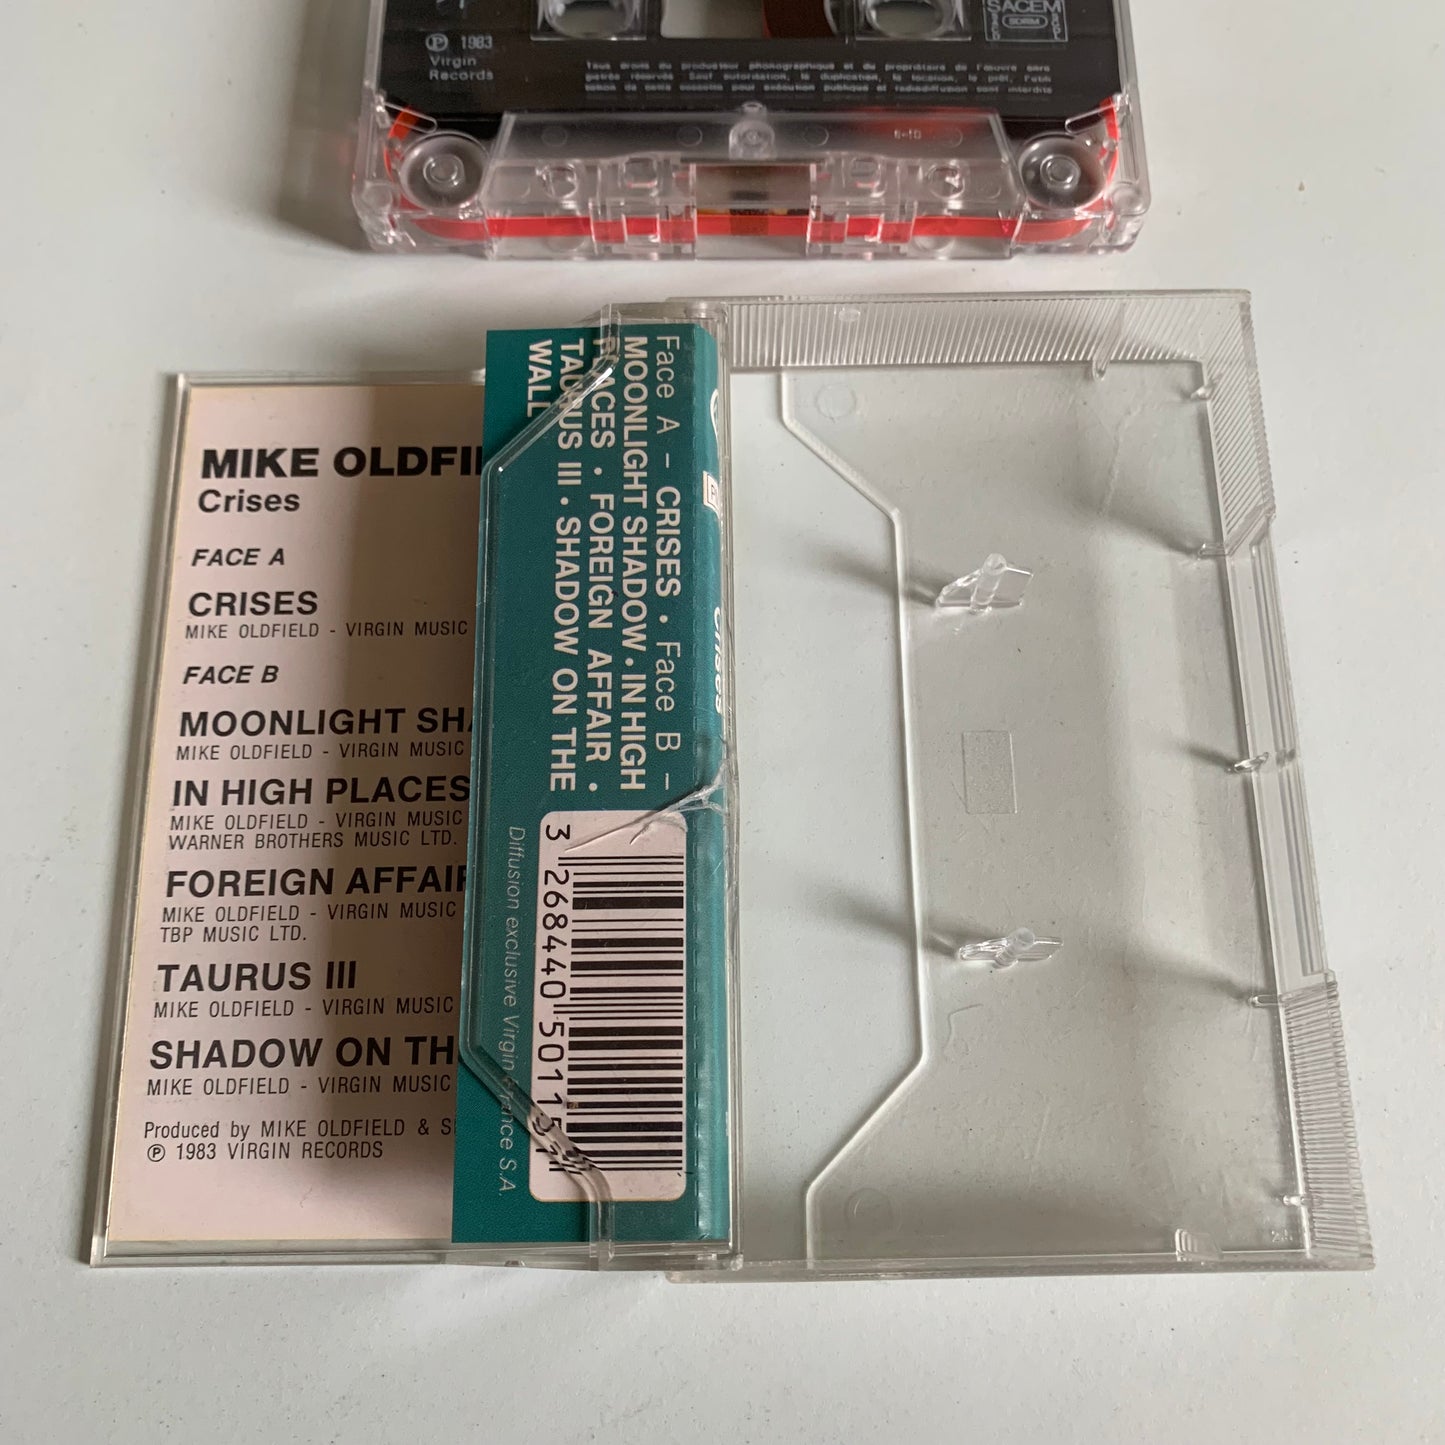 ℗ 1983
Virgin
Records
SACEM
SDRM
Tous droits du producteur phonographique et du propriétaire de l'œuvre enre
gistrée réservés Sauf autorisation, la duplication, la location, le prêt, l'utili
sation de cette cassette pour exécution publique et radiodiffusion sont interdits
MIKE OLDFI
Crises
FACE A
CRISES
MIKE OLDFIELD - VIRGIN MUSIC
FACE B
MOONLIGHT SHA
MIKE OLDFIELD - VIRGIN MUSIC
IN HIGH PLACES
MIKE OLDFIELD - VIRGIN MUSIC
WARNER BROTHERS MUSIC LTD.
FOREIGN AFFAIR
MIKE OLDFIELD - VIRGIN MUSIC
TBP MUSIC LTD.
TAURUS III
MIKE OLDFIELD - VIRGIN MUSIC
SHADOW ON TH
MIKE OLDFIELD - VIRGIN MUSIC
Produced by MIKE OLDFIELD & S
℗ 1983 VIRGIN RECORDS
Crises
Face A - CRISES • Face B -
MOONLIGHT SHADOW • IN HIGH
PLACES • FOREIGN AFFAIR •
TAURUS III • SHADOW ON THE
WALL
3 268440 501151
Diffusion exclusive Virgin France S.A.